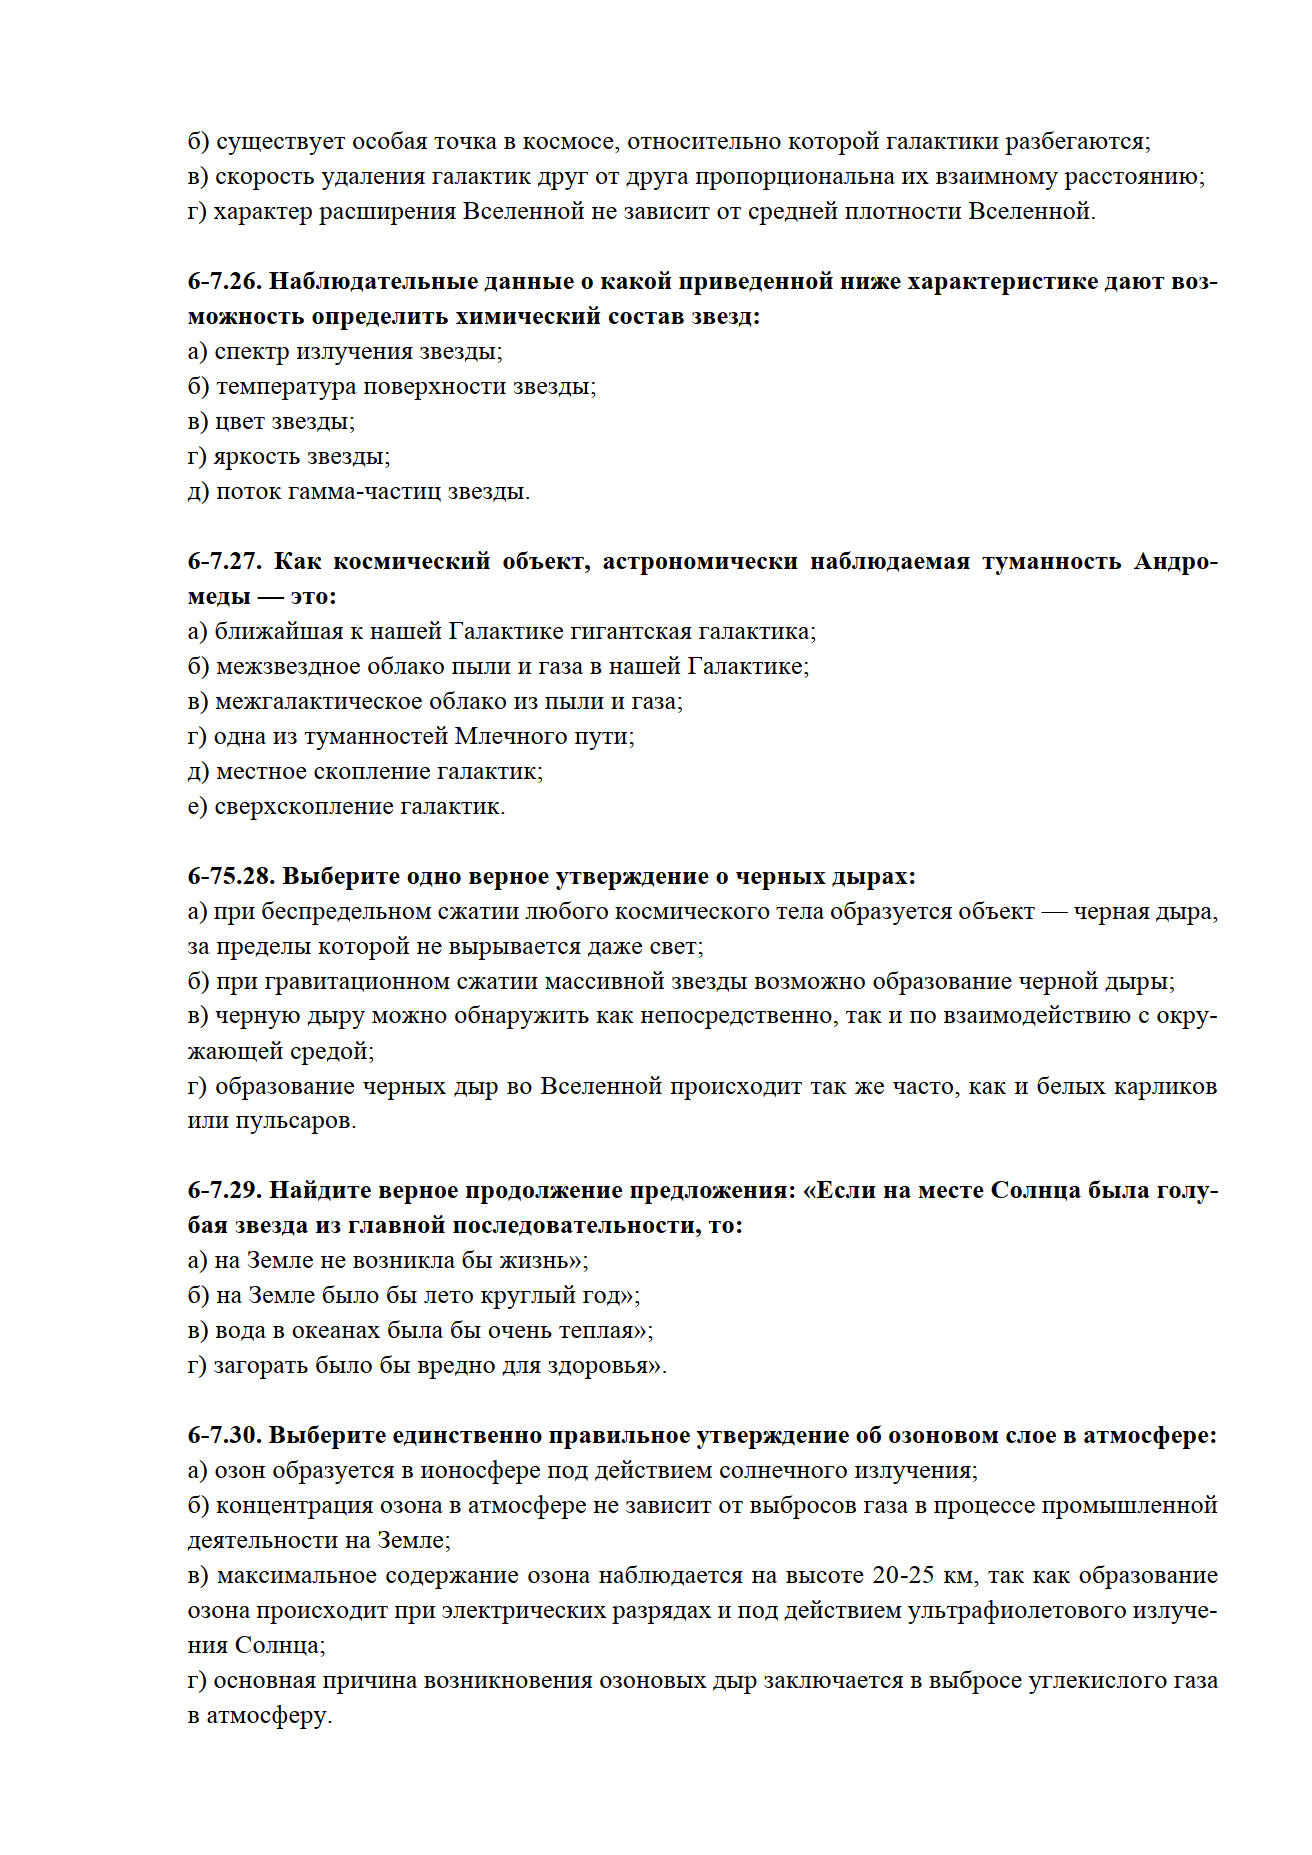 б) существует особая точка в космосе, относительно которой галактики разбегаются;
в) скорость удаления галактик друг от друга пропорциональна их взаимному расстоянию;
г) характер расширения Вселенной не зависит от средней плотности Вселенной.
6-7.26. Наблюдательные данные о какой приведенной ниже характеристике дают воз-
можность определить химический состав звезд:
а) спектр излучения звезды;
б) температура поверхности звезды;
в) цвет звезды;
г) яркость звезды;
д) поток гамма-частиц звезды.
6-7.27. Как космический объект, астрономически наблюдаемая туманность Андро-
меды — это:
а) ближайшая к нашей Галактике гигантская галактика;
б) межзвездное облако пыли и газа в нашей Галактике;
в) межгалактическое облако из пыли и газа;
г) одна из туманностей Млечного пути;
д) местное скопление галактик;
е) сверхскопление галактик.
6-75.28. Выберите одно верное утверждение о черных дырах:
а) при беспредельном сжатии любого космического тела образуется объект — черная дыра,
за пределы которой не вырывается даже свет;
б) при гравитационном сжатии массивной звезды возможно образование черной дыры;
в) черную дыру можно обнаружить как непосредственно, так и по взаимодействию с окру-
жающей средой;
г) образование черных дыр во Вселенной происходит так же часто, как и белых карликов
или пульсаров.
6-7.29. Найдите верное продолжение предложения: «Если на месте Солнца была голу-
бая звезда из главной последовательности, то:
а) на Земле не возникла бы жизнь»;
б) на Земле было бы лето круглый год»;
в) вода в океанах была бы очень теплая»;
г) загорать было бы вредно для здоровья».
6-7.30. Выберите единственно правильное утверждение об озоновом слое в атмосфере:
а) озон образуется в ионосфере под действием солнечного излучения;
б) концентрация озона в атмосфере не зависит от выбросов газа в процессе промышленной
деятельности на Земле;
в) максимальное содержание озона наблюдается на высоте 20-25 км, так как образование
озона происходит при электрических разрядах и под действием ультрафиолетового излуче-
ния Солнца;
г) основная причина возникновения озоновых дыр заключается в выбросе углекислого газа
в атмосферу.